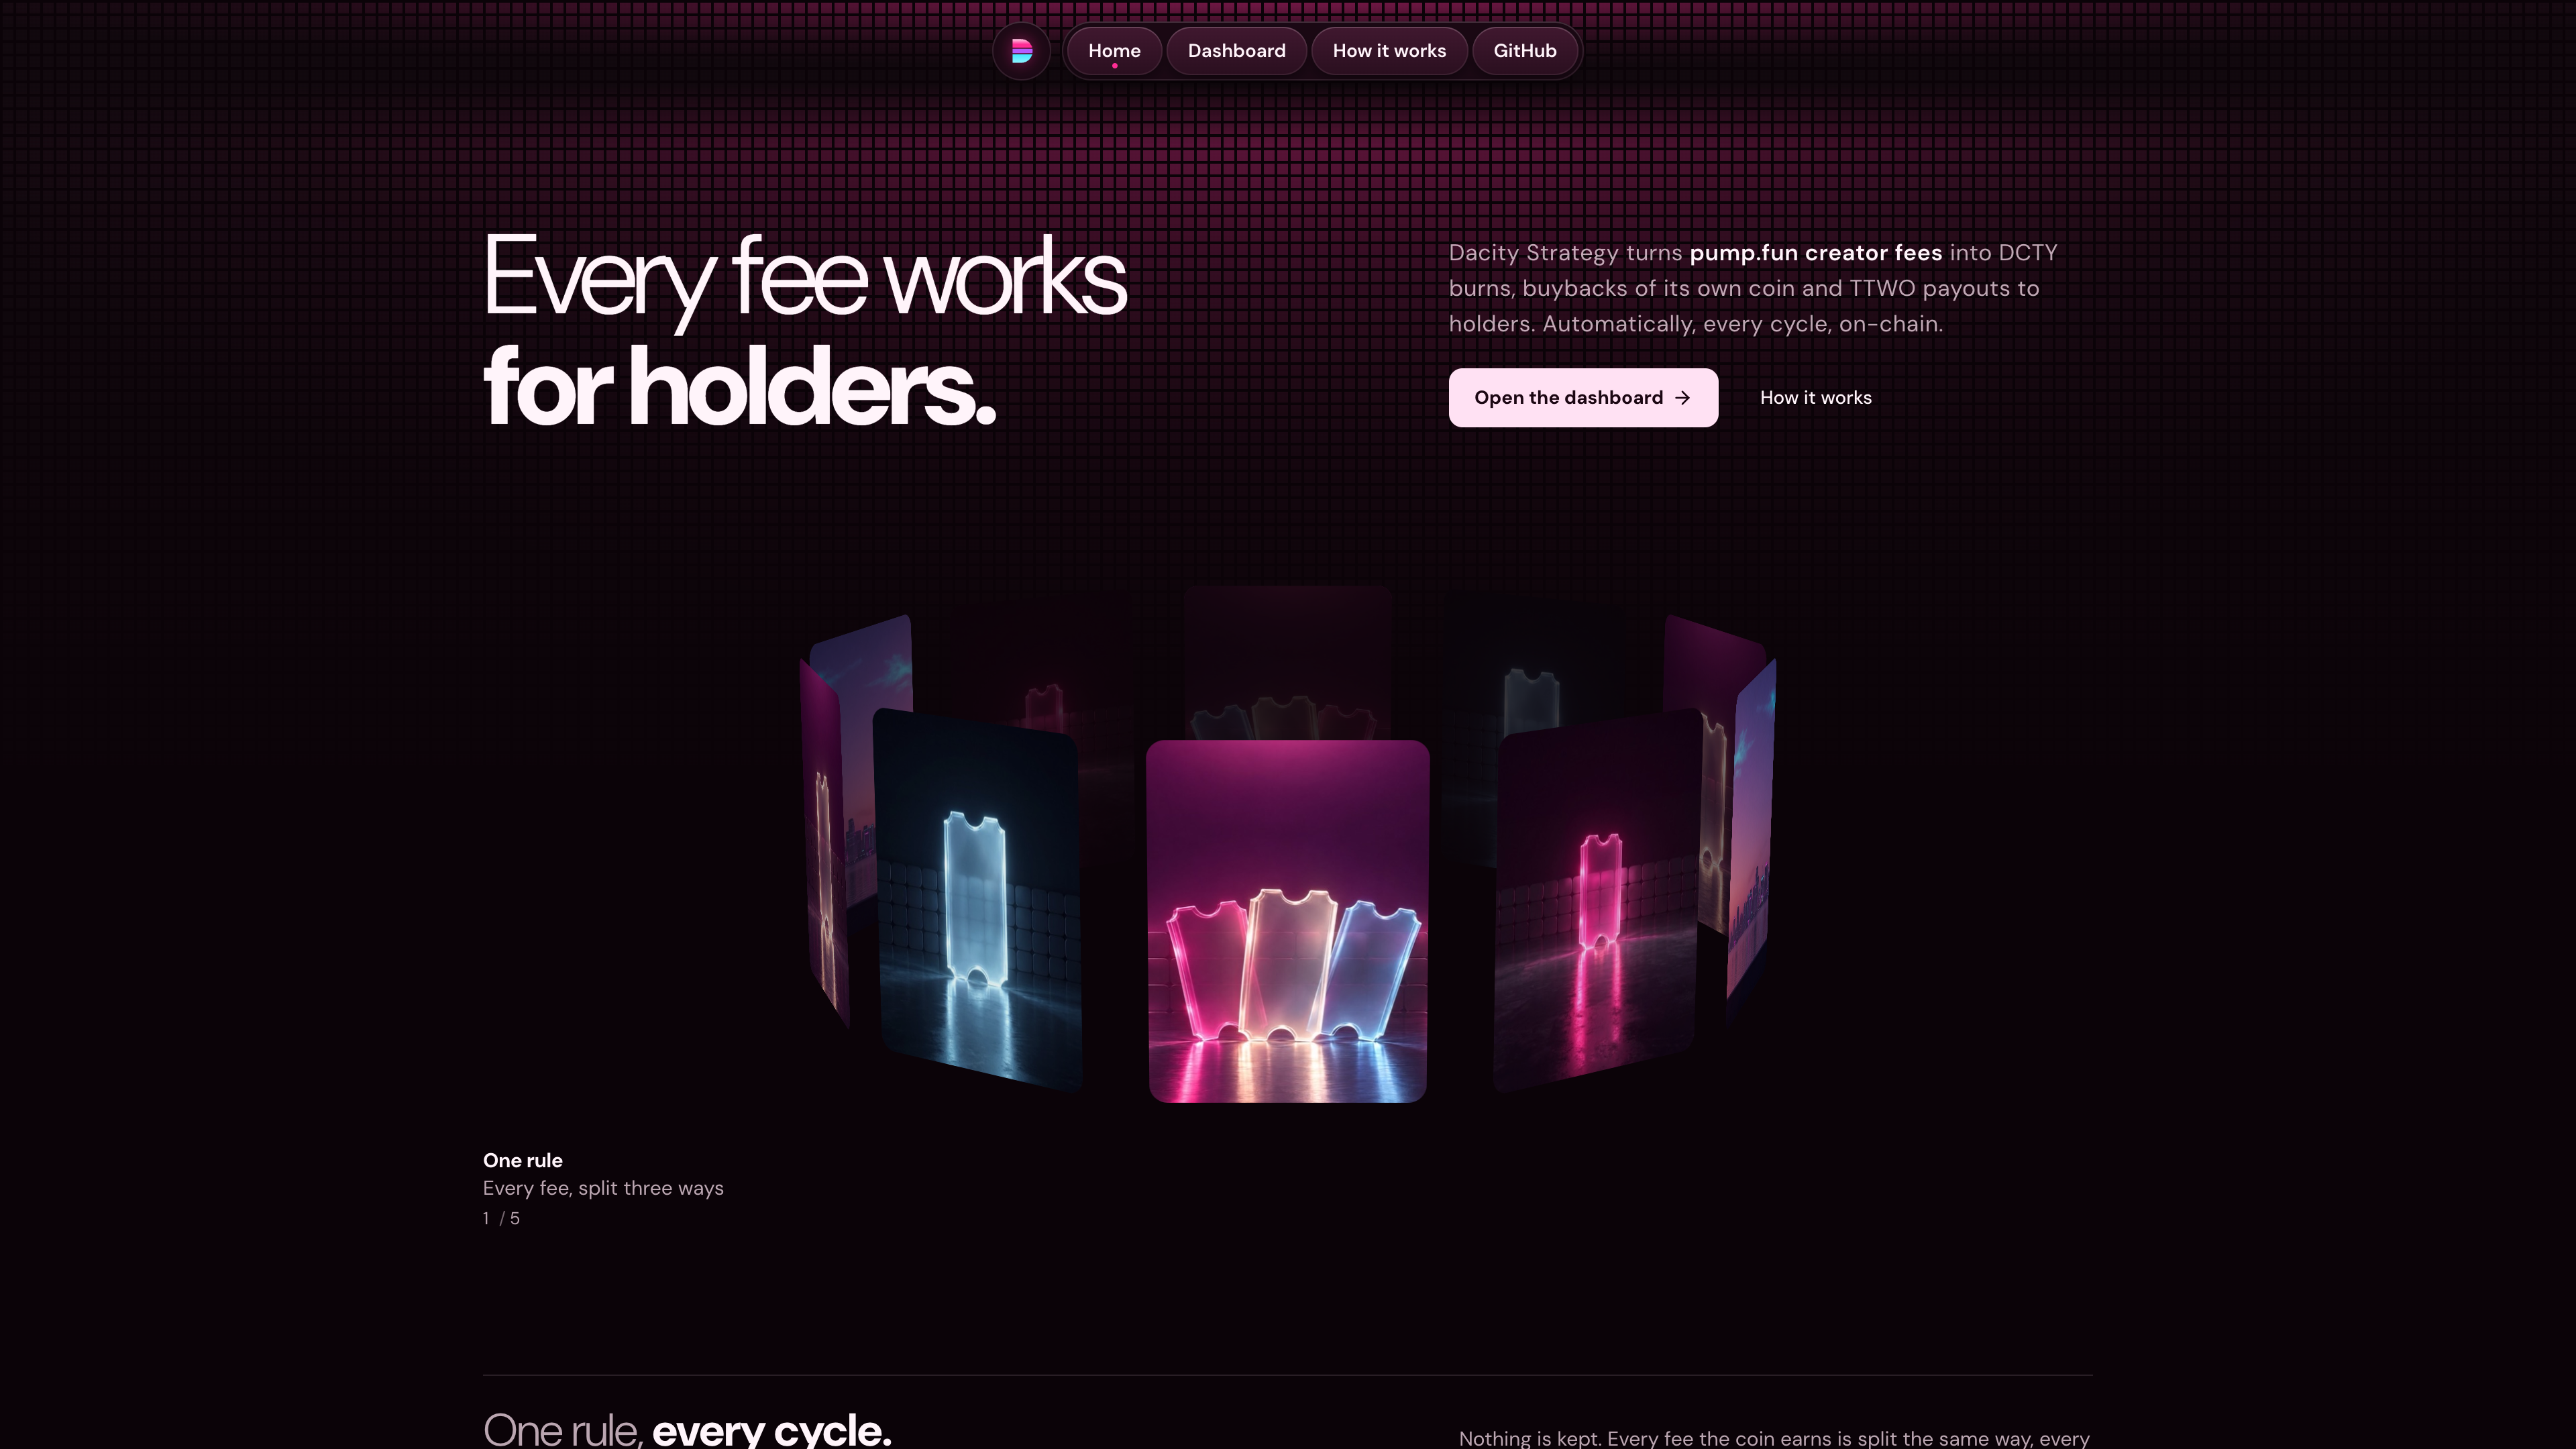 Home
Dashboard
How it works
GitHub
Every fee works
for holders.
Dacity Strategy turns pump.fun creator fees into DCTY
burns, buybacks of its own coin and TTWO payouts to
holders. Automatically, every cycle, on-chain.
Open the dashboard →
How it works
One rule
Every fee, split three ways
1 / 5
One rule, every cycle.
Nothing is kept. Every fee the coin earns is split the same way, every